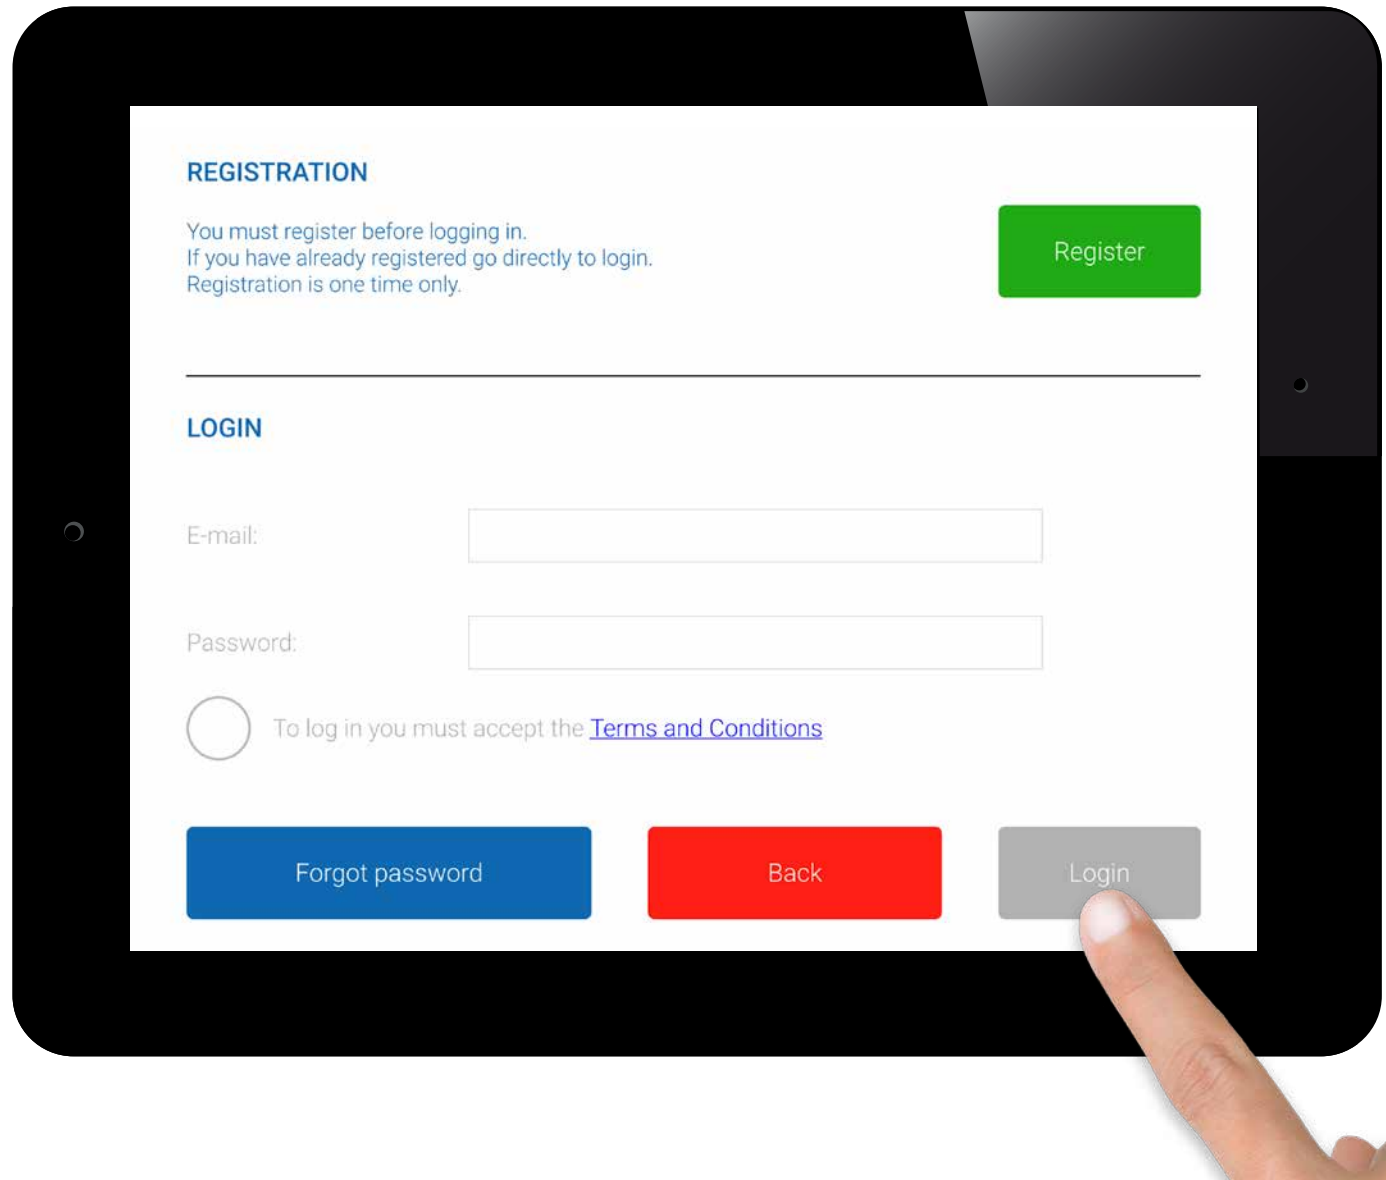 REGISTRATION
You must register before logging in.
If you have already registered go directly to login.
Registration is one time only.
Register
LOGIN
E-mail:
Password:
To log in you must accept the Terms and Conditions
Forgot password
Back
Login